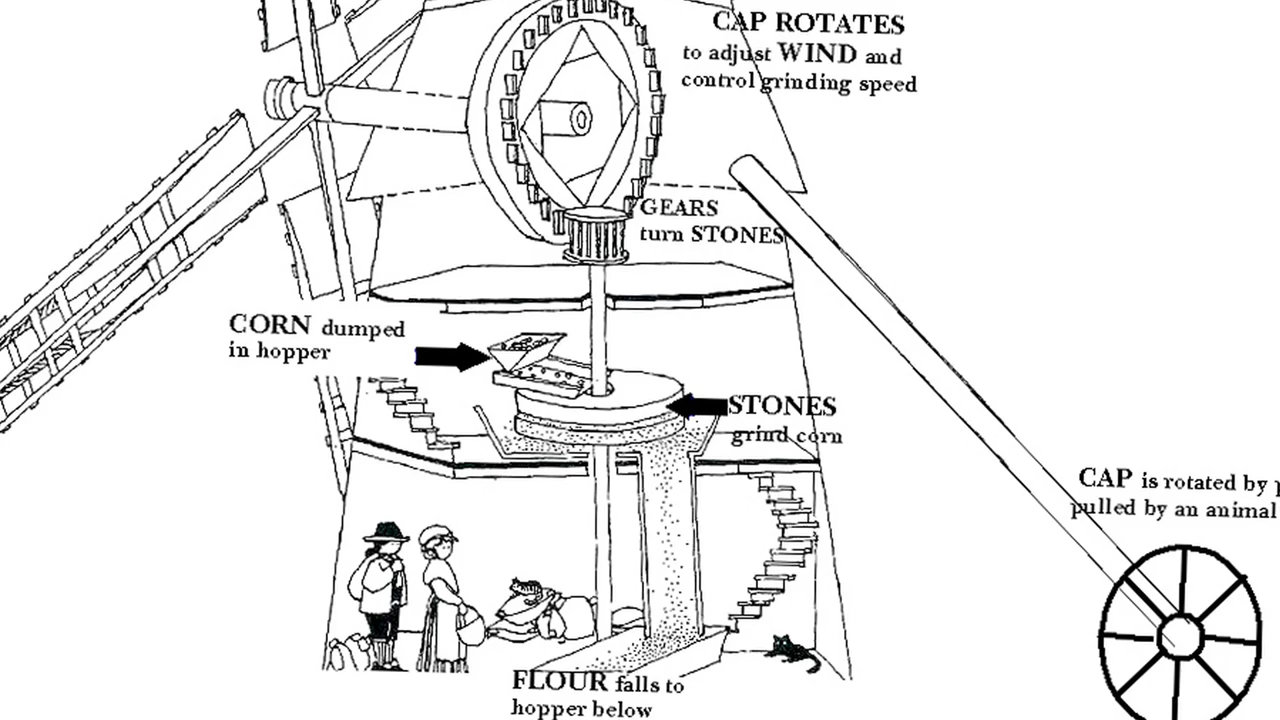 CAP ROTATES
to adjust WIND and
control grinding speed
GEARS
turn STONES
CORN dumped
in hopper
STONES
grind corn
CAP is rotated by
pulled by an animal
FLOUR falls to
hopper below